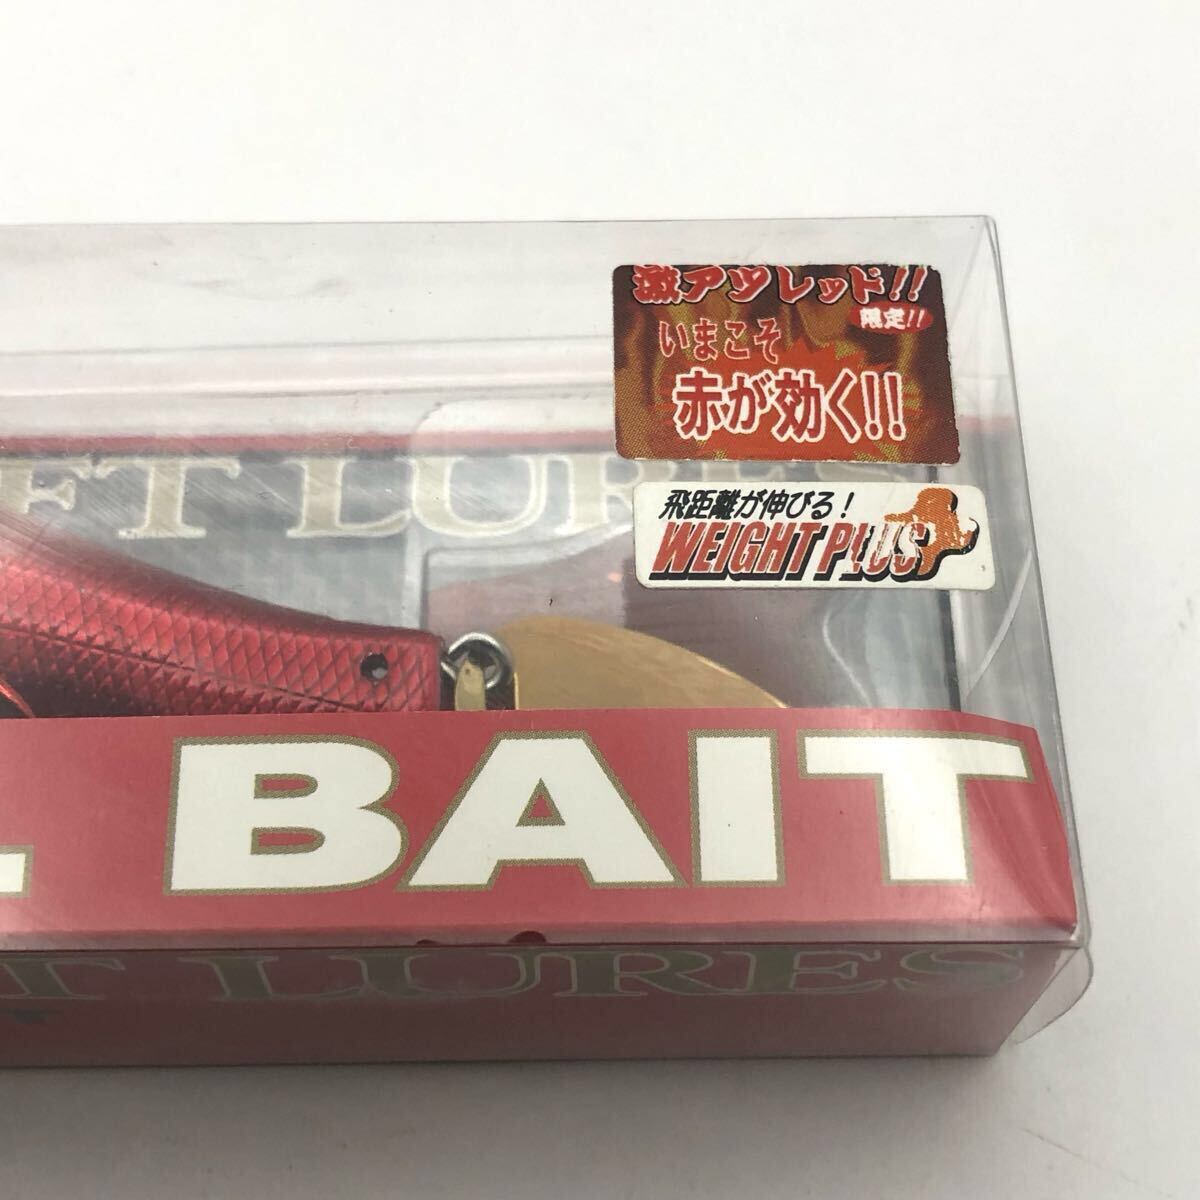 激アツレッド!!
限定!!
いまこそ
赤が効く!!
FT LURES
飛距離が伸びる!
WEIGHT PLUS
BAIT
T LURES